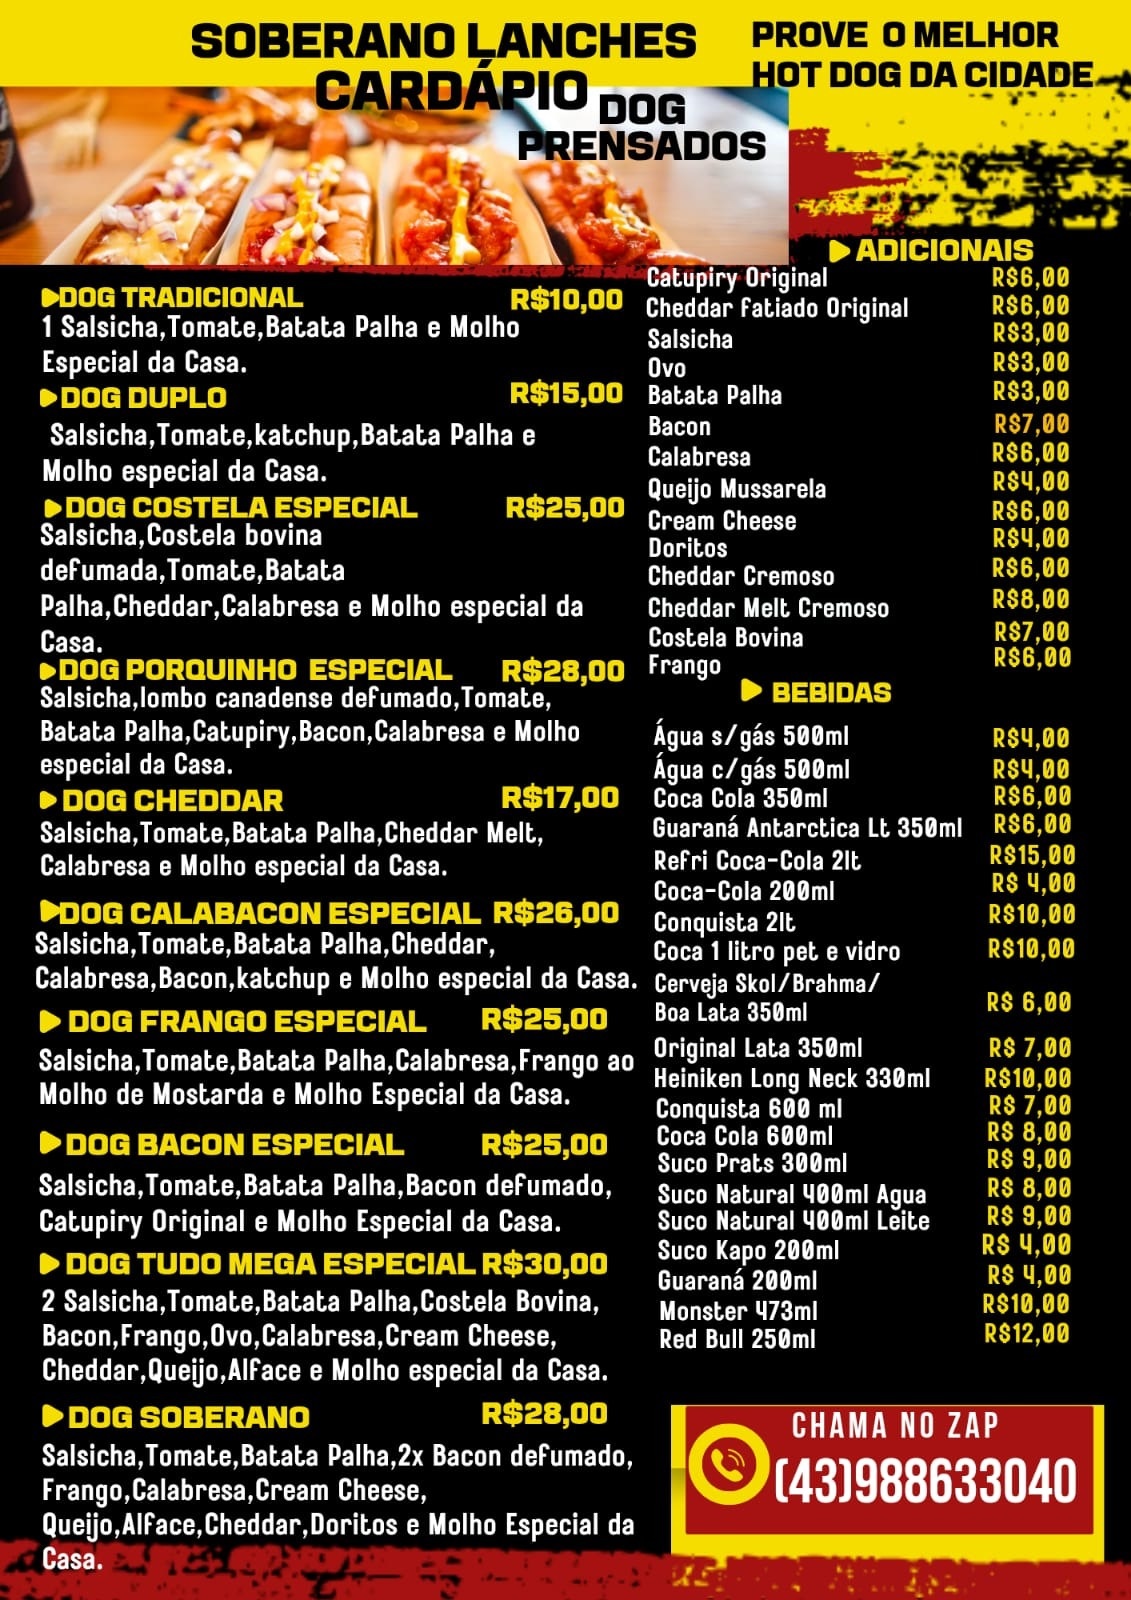 SOBERANO LANCHES
CARDÁPIO
DOG
PRENSADOS
PROVE O MELHOR
HOT DOG DA CIDADE
DOG TRADICIONAL R$10,00
1 Salsicha,Tomate,Batata Palha e Molho
Especial da Casa.
DOG DUPLO R$15,00
Salsicha,Tomate,katchup,Batata Palha e
Molho especial da Casa.
DOG COSTELA ESPECIAL R$25,00
Salsicha,Costela bovina
defumada,Tomate,Batata
Palha,Cheddar,Calabresa e Molho especial da
Casa.
DOG PORQUINHO ESPECIAL R$28,00
Salsicha,lombo canadense defumado,Tomate,
Batata Palha,Catupiry,Bacon,Calabresa e Molho
especial da Casa.
DOG CHEDDAR R$17,00
Salsicha,Tomate,Batata Palha,Cheddar Melt,
Calabresa e Molho especial da Casa.
DOG CALABACON ESPECIAL R$26,00
Salsicha,Tomate,Batata Palha,Cheddar,
Calabresa,Bacon,katchup e Molho especial da Casa.
DOG FRANGO ESPECIAL R$25,00
Salsicha,Tomate,Batata Palha,Calabresa,Frango ao
Molho de Mostarda e Molho Especial da Casa.
DOG BACON ESPECIAL R$25,00
Salsicha,Tomate,Batata Palha,Bacon defumado,
Catupiry Original e Molho Especial da Casa.
DOG TUDO MEGA ESPECIAL R$30,00
2 Salsicha,Tomate,Batata Palha,Costela Bovina,
Bacon,Frango,Ovo,Calabresa,Cream Cheese,
Cheddar,Queijo,Alface e Molho especial da Casa.
DOG SOBERANO R$28,00
Salsicha,Tomate,Batata Palha,2x Bacon defumado,
Frango,Calabresa,Cream Cheese,
Queijo,Alface,Cheddar,Doritos e Molho Especial da
Casa.
ADICIONAIS
Catupiry Original R$6,00
Cheddar fatiado Original R$6,00
Salsicha R$3,00
Ovo R$3,00
Batata Palha R$3,00
Bacon R$7,00
Calabresa R$6,00
Queijo Mussarela R$4,00
Cream Cheese R$6,00
Doritos R$4,00
Cheddar Cremoso R$6,00
Cheddar Melt Cremoso R$8,00
Costela Bovina R$7,00
Frango R$6,00
BEBIDAS
Água s/gás 500ml R$4,00
Água c/gás 500ml R$4,00
Coca Cola 350ml R$6,00
Guaraná Antarctica Lt 350ml R$6,00
Refri Coca-Cola 2lt R$15,00
Coca-Cola 200ml R$ 4,00
Conquista 2lt R$10,00
Coca 1 litro pet e vidro R$10,00
Cerveja Skol/Brahma/
Boa Lata 350ml R$ 6,00
Original Lata 350ml R$ 7,00
Heiniken Long Neck 330ml R$10,00
Conquista 600 ml R$ 7,00
Coca Cola 600ml R$ 8,00
Suco Prats 300ml R$ 9,00
Suco Natural 400ml Agua R$ 8,00
Suco Natural 400ml Leite R$ 9,00
Suco Kapo 200ml R$ 4,00
Guaraná 200ml R$ 4,00
Monster 473ml R$10,00
Red Bull 250ml R$12,00
CHAMA NO ZAP
(43)988633040